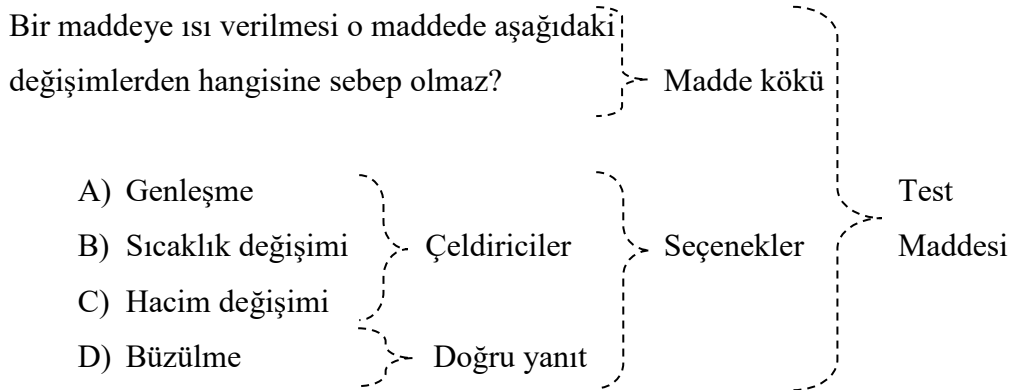 Bir maddeye ısı verilmesi o maddede aşağıdaki
değişimlerden hangisine sebep olmaz?
Madde kökü
A) Genleşme
B) Sıcaklık değişimi
C) Hacim değişimi
D) Büzülme
Çeldiriciler
Doğru yanıt
Seçenekler
Test
Maddesi